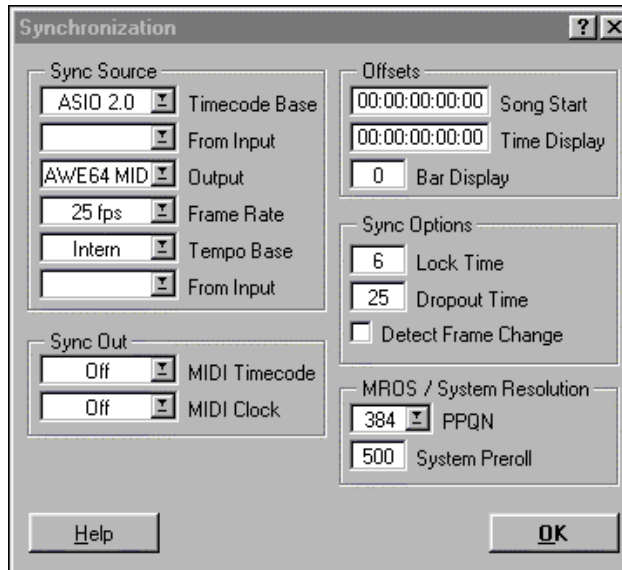 Synchronization
Sync Source
ASIO 2.0 Timecode Base
From Input
AWE64 MID Output
25 fps Frame Rate
Intern Tempo Base
From Input
Sync Out
Off MIDI Timecode
Off MIDI Clock
Offsets
00:00:00:00:00 Song Start
00:00:00:00:00 Time Display
0 Bar Display
Sync Options
6 Lock Time
25 Dropout Time
Detect Frame Change
MROS / System Resolution
384 PPQN
500 System Preroll
Help
OK